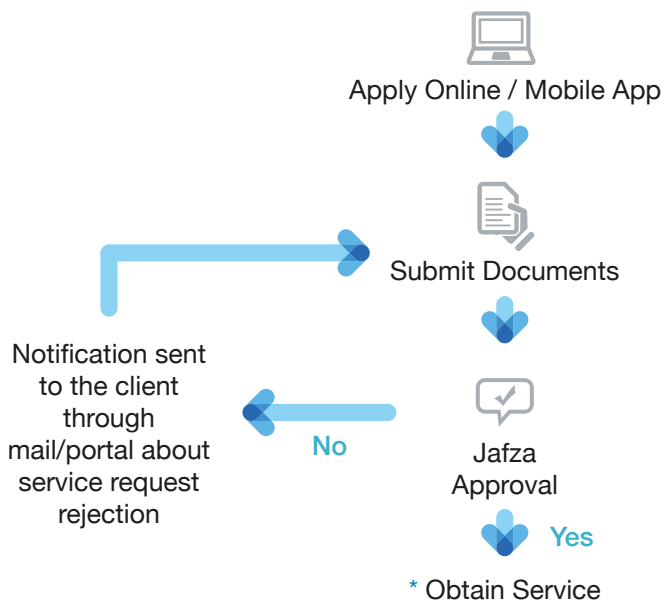 Apply Online / Mobile App
Submit Documents
Notification sent
to the client
through
mail/portal about
service request
rejection
No
Jafza
Approval
Yes
* Obtain Service